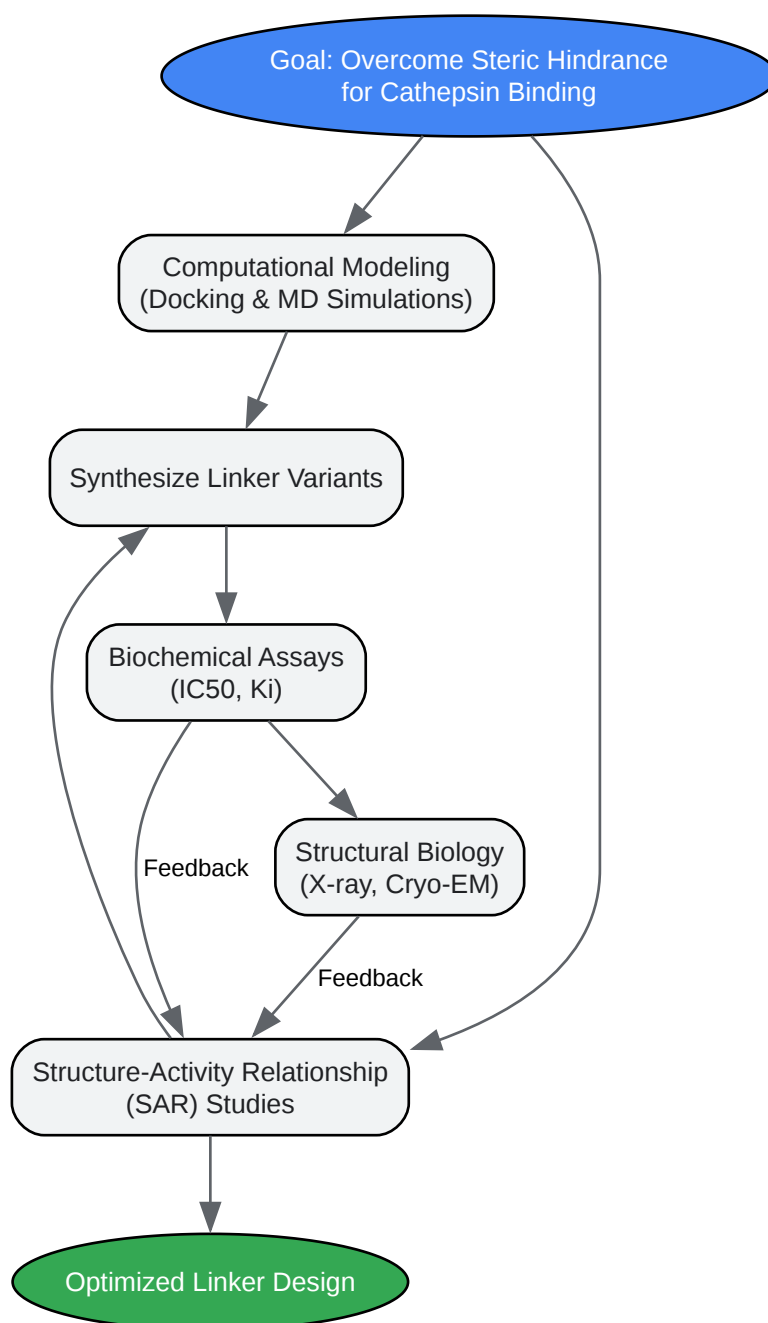 Goal: Overcome Steric Hindrance
for Cathepsin Binding
Computational Modeling
(Docking & MD Simulations)
Synthesize Linker Variants
Biochemical Assays
(IC50, Ki)
Feedback
Structural Biology
(X-ray, Cryo-EM)
Feedback
Structure-Activity Relationship
(SAR) Studies
Optimized Linker Design